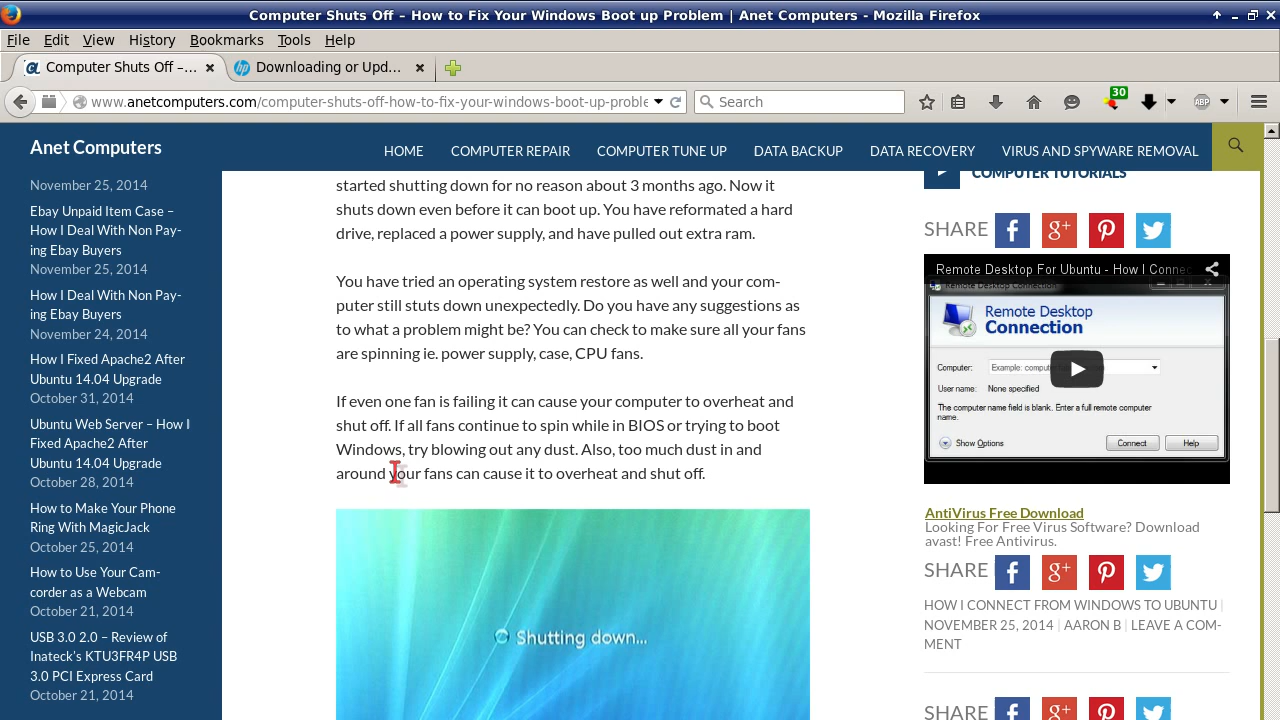 Computer Shuts Off – How to Fix Your Windows Boot up Problem | Anet Computers - Mozilla Firefox
File Edit View History Bookmarks Tools Help
Computer Shuts Off –...
Downloading or Upd...
www.anetcomputers.com/computer-shuts-off-how-to-fix-your-windows-boot-up-proble
Search
30
ABP
Anet Computers
HOME COMPUTER REPAIR COMPUTER TUNE UP DATA BACKUP DATA RECOVERY VIRUS AND SPYWARE REMOVAL
November 25, 2014
Ebay Unpaid Item Case –
How I Deal With Non Pay-
ing Ebay Buyers
November 25, 2014
How I Deal With Non Pay-
ing Ebay Buyers
November 24, 2014
How I Fixed Apache2 After
Ubuntu 14.04 Upgrade
October 31, 2014
Ubuntu Web Server – How I
Fixed Apache2 After
Ubuntu 14.04 Upgrade
October 28, 2014
How to Make Your Phone
Ring With MagicJack
October 25, 2014
How to Use Your Cam-
corder as a Webcam
October 21, 2014
USB 3.0 2.0 – Review of
Inateck's KTU3FR4P USB
3.0 PCI Express Card
October 21, 2014
started shutting down for no reason about 3 months ago. Now it
shuts down even before it can boot up. You have reformated a hard
drive, replaced a power supply, and have pulled out extra ram.
You have tried an operating system restore as well and your com-
puter still stuts down unexpectedly. Do you have any suggestions as
to what a problem might be? You can check to make sure all your fans
are spinning ie. power supply, case, CPU fans.
If even one fan is failing it can cause your computer to overheat and
shut off. If all fans continue to spin while in BIOS or trying to boot
Windows, try blowing out any dust. Also, too much dust in and
around your fans can cause it to overheat and shut off.
Shutting down...
COMPUTER TUTORIALS
SHARE
Remote Desktop For Ubuntu - How I Connec
Remote Desktop Connection
Remote Desktop
Connection
Computer: Example: compu
User name: None specified
The computer name field is blank. Enter a full remote computer
name.
Show Options Connect Help
AntiVirus Free Download
Looking For Free Virus Software? Download
avast! Free Antivirus.
SHARE
HOW I CONNECT FROM WINDOWS TO UBUNTU |
NOVEMBER 25, 2014 | AARON B | LEAVE A COM-
MENT
SHARE